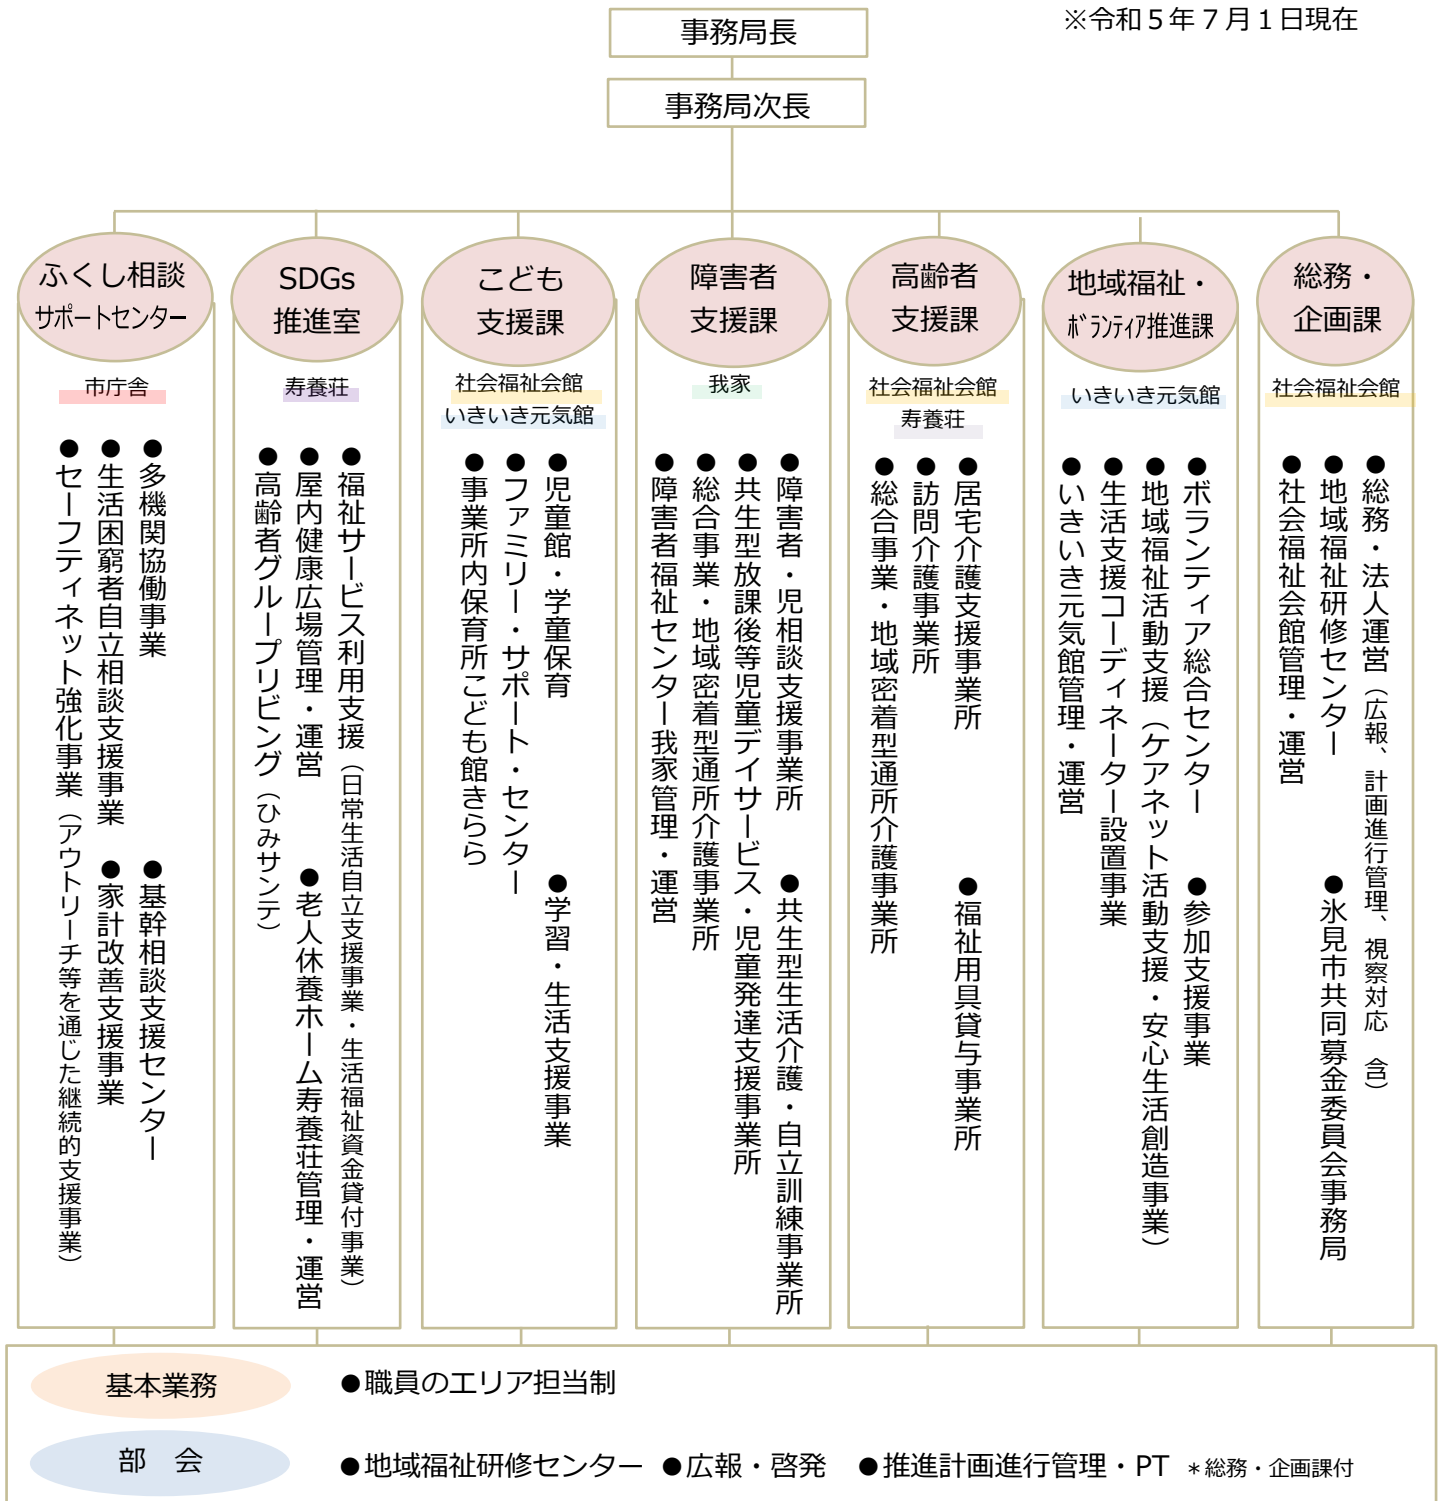 ※令和５年７月１日現在
事務局長
事務局次長
ふくし相談
サポートセンター
市庁舎
●多機関協働事業
●基幹相談支援センター
●生活困窮者自立相談支援事業
●家計改善支援事業
●セーフティネット強化事業（アウトリーチ等を通じた継続的支援事業）
SDGs
推進室
寿養荘
●福祉サービス利用支援（日常生活自立支援事業・生活福祉資金貸付事業）
●屋内健康広場管理・運営
●老人休養ホーム寿養荘管理・運営
●高齢者グループリビング（ひみサンテ）
こども
支援課
社会福祉会館
いきいき元気館
●児童館・学童保育
●学習・生活支援事業
●ファミリー・サポート・センター
●事業所内保育所こども館きらら
障害者
支援課
我家
●障害者・児相談支援事業所
●共生型生活介護・自立訓練事業所
●共生型放課後等児童デイサービス・児童発達支援事業所
●総合事業・地域密着型通所介護事業所
●障害者福祉センター我家管理・運営
高齢者
支援課
社会福祉会館
寿養荘
●居宅介護支援事業所
●福祉用具貸与事業所
●訪問介護事業所
●総合事業・地域密着型通所介護事業所
地域福祉・
ボランティア推進課
いきいき元気館
●ボランティア総合センター
●参加支援事業
●地域福祉活動支援（ケアネット活動支援・安心生活創造事業）
●生活支援コーディネーター設置事業
●いきいき元気館管理・運営
総務・
企画課
社会福祉会館
●総務・法人運営（広報、計画進行管理、視察対応　含）
●地域福祉研修センター
●氷見市共同募金委員会事務局
●社会福祉会館管理・運営
基本業務
●職員のエリア担当制
部　会
●地域福祉研修センター ●広報・啓発 ●推進計画進行管理・PT ＊総務・企画課付